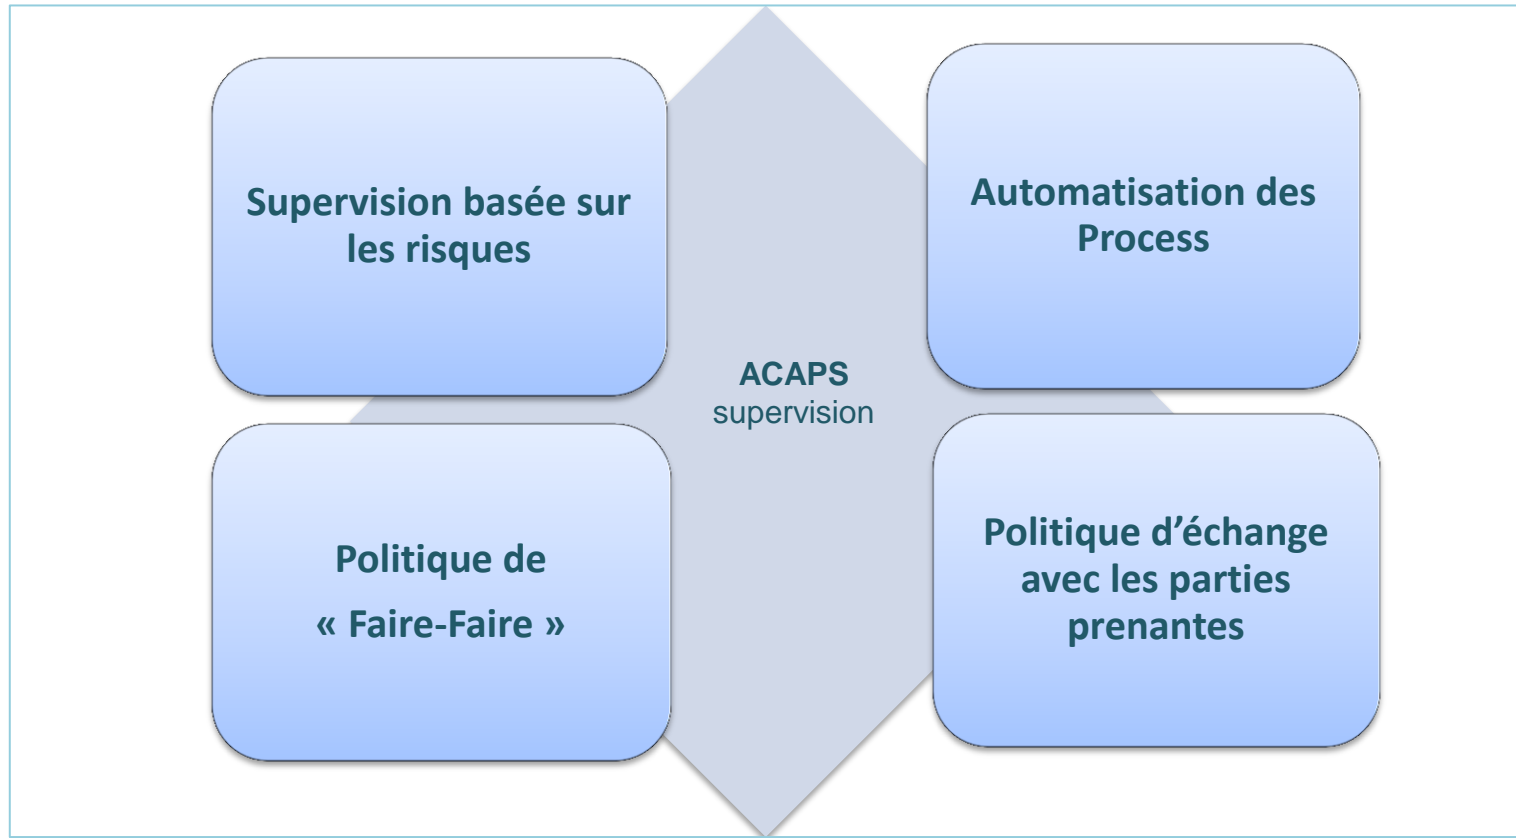 Supervision basée sur
les risques
Automatisation des
Process
ACAPS
supervision
Politique de
« Faire-Faire »
Politique d’échange
avec les parties
prenantes